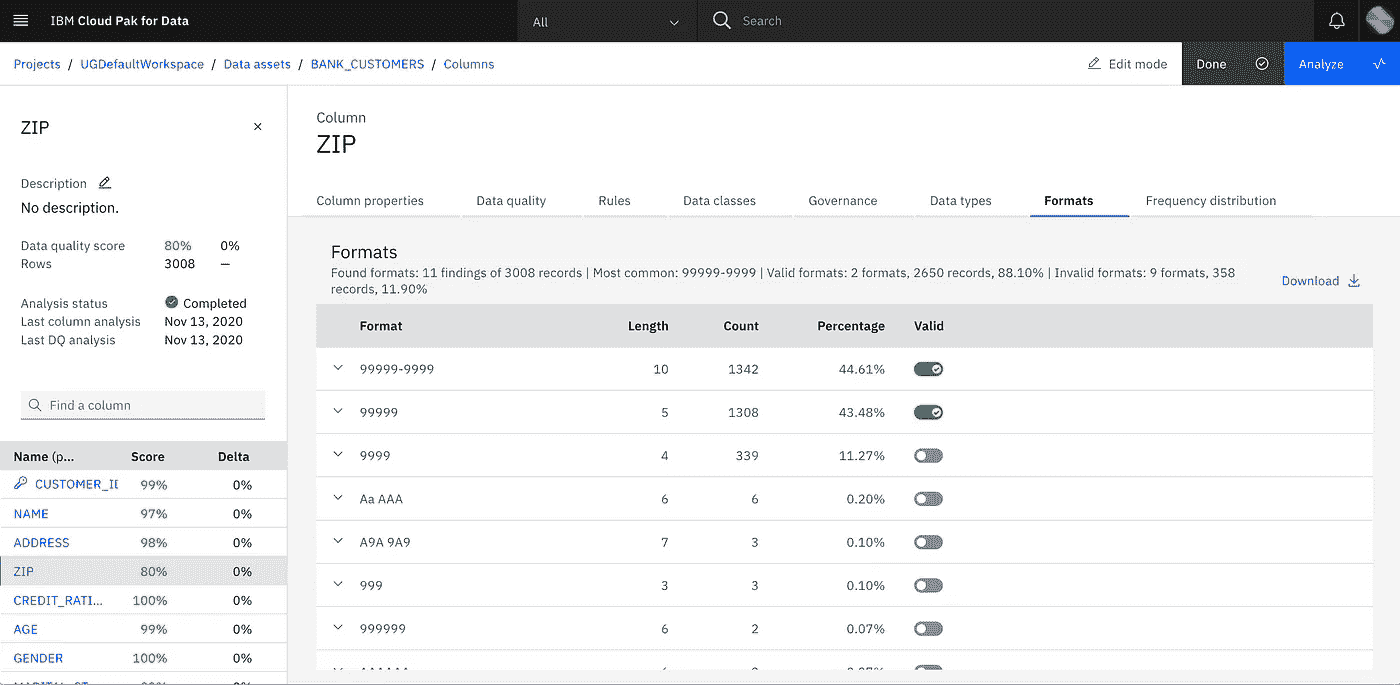 IBM Cloud Pak for Data
All
Search
Projects / UGDefaultWorkspace / Data assets / BANK_CUSTOMERS / Columns
Edit mode
Done
Analyze
ZIP
Description
No description.
Data quality score 80% 0%
Rows 3008 —
Analysis status Completed
Last column analysis Nov 13, 2020
Last DQ analysis Nov 13, 2020
Find a column
Name (p... Score Delta
CUSTOMER_ID 99% 0%
NAME 97% 0%
ADDRESS 98% 0%
ZIP 80% 0%
CREDIT_RATI... 100% 0%
AGE 99% 0%
GENDER 100% 0%
Column
ZIP
Column properties Data quality Rules Data classes Governance Data types Formats Frequency distribution
Formats
Found formats: 11 findings of 3008 records | Most common: 99999-9999 | Valid formats: 2 formats, 2650 records, 88.10% | Invalid formats: 9 formats, 358
records, 11.90%
Download
Format Length Count Percentage Valid
99999-9999 10 1342 44.61%
99999 5 1308 43.48%
9999 4 339 11.27%
Aa AAA 6 6 0.20%
A9A 9A9 7 3 0.10%
999 3 3 0.10%
999999 6 2 0.07%